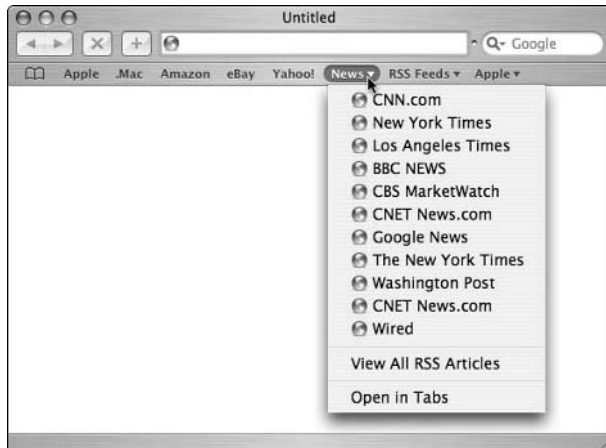 Untitled
Google
Apple .Mac Amazon eBay Yahoo! News RSS Feeds Apple
CNN.com
New York Times
Los Angeles Times
BBC NEWS
CBS MarketWatch
CNET News.com
Google News
The New York Times
Washington Post
CNET News.com
Wired
View All RSS Articles
Open in Tabs